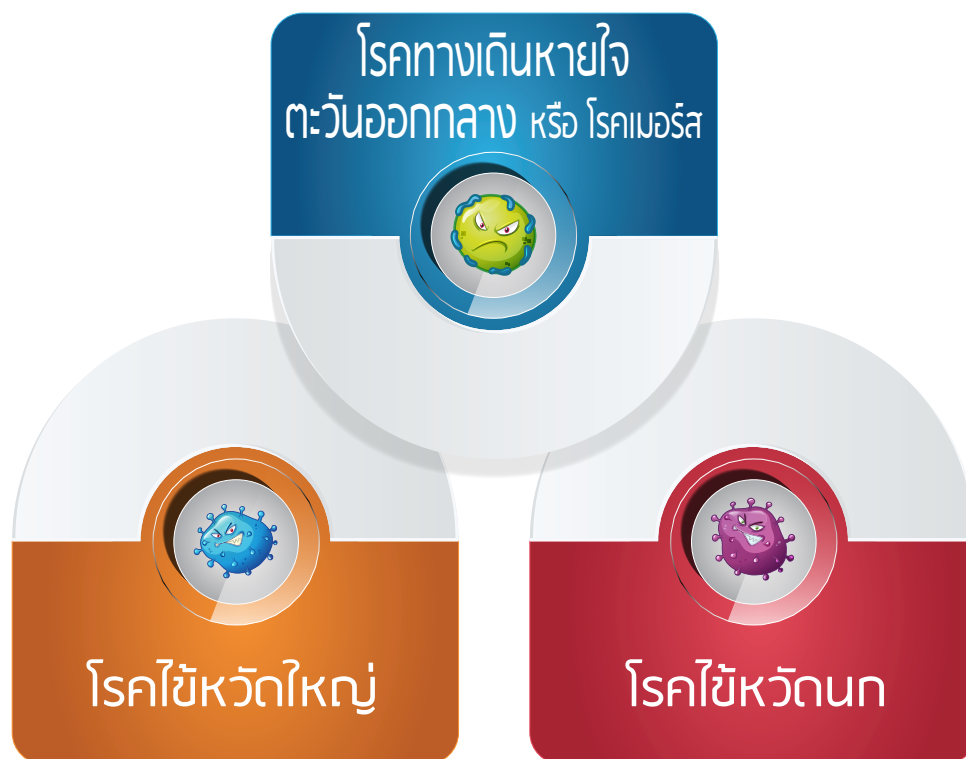 โรคทางเดินหายใจ
ตะวันออกกลาง หรือ โรคเมอร์ส
โรคไข้หวัดใหญ่
โรคไข้หวัดนก